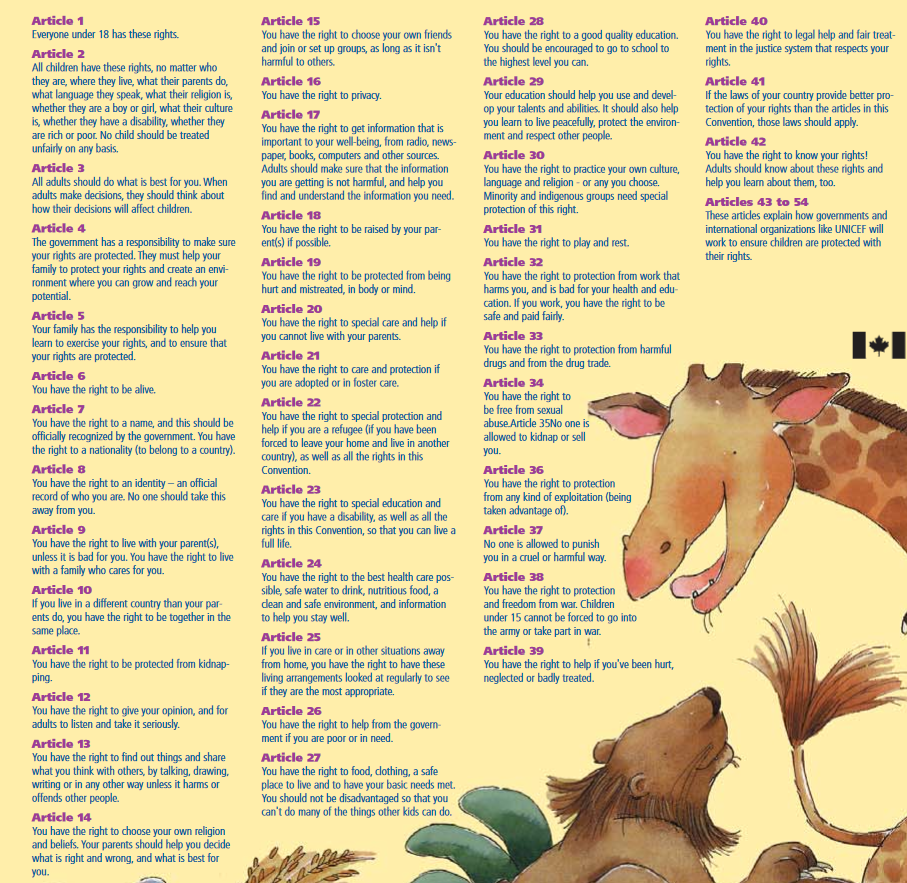 Article 1
Everyone under 18 has these rights.
Article 2
All children have these rights, no matter who
they are, where they live, what their parents do,
what language they speak, what their religion is,
whether they are a boy or girl, what their culture
is, whether they have a disability, whether they
are rich or poor. No child should be treated
unfairly on any basis.
Article 3
All adults should do what is best for you. When
adults make decisions, they should think about
how their decisions will affect children.
Article 4
The government has a responsibility to make sure
your rights are protected. They must help your
family to protect your rights and create an envi-
ronment where you can grow and reach your
potential.
Article 5
Your family has the responsibility to help you
learn to exercise your rights, and to ensure that
your rights are protected.
Article 6
You have the right to be alive.
Article 7
You have the right to a name, and this should be
officially recognized by the government. You have
the right to a nationality (to belong to a country).
Article 8
You have the right to an identity – an official
record of who you are. No one should take this
away from you.
Article 9
You have the right to live with your parent(s),
unless it is bad for you. You have the right to live
with a family who cares for you.
Article 10
If you live in a different country than your par-
ents do, you have the right to be together in the
same place.
Article 11
You have the right to be protected from kidnap-
ping.
Article 12
You have the right to give your opinion, and for
adults to listen and take it seriously.
Article 13
You have the right to find out things and share
what you think with others, by talking, drawing,
writing or in any other way unless it harms or
offends other people.
Article 14
You have the right to choose your own religion
and beliefs. Your parents should help you decide
what is right and wrong, and what is best for
you.
Article 15
You have the right to choose your own friends
and join or set up groups, as long as it isn't
harmful to others.
Article 16
You have the right to privacy.
Article 17
You have the right to get information that is
important to your well-being, from radio, news-
paper, books, computers and other sources.
Adults should make sure that the information
you are getting is not harmful, and help you
find and understand the information you need.
Article 18
You have the right to be raised by your par-
ent(s) if possible.
Article 19
You have the right to be protected from being
hurt and mistreated, in body or mind.
Article 20
You have the right to special care and help if
you cannot live with your parents.
Article 21
You have the right to care and protection if
you are adopted or in foster care.
Article 22
You have the right to special protection and
help if you are a refugee (if you have been
forced to leave your home and live in another
country), as well as all the rights in this
Convention.
Article 23
You have the right to special education and
care if you have a disability, as well as all the
rights in this Convention, so that you can live a
full life.
Article 24
You have the right to the best health care pos-
sible, safe water to drink, nutritious food, a
clean and safe environment, and information
to help you stay well.
Article 25
If you live in care or in other situations away
from home, you have the right to have these
living arrangements looked at regularly to see
if they are the most appropriate.
Article 26
You have the right to help from the govern-
ment if you are poor or in need.
Article 27
You have the right to food, clothing, a safe
place to live and to have your basic needs met.
You should not be disadvantaged so that you
can't do many of the things other kids can do.
Article 28
You have the right to a good quality education.
You should be encouraged to go to school to
the highest level you can.
Article 29
Your education should help you use and devel-
op your talents and abilities. It should also help
you learn to live peacefully, protect the environ-
ment and respect other people.
Article 30
You have the right to practice your own culture,
language and religion - or any you choose.
Minority and indigenous groups need special
protection of this right.
Article 31
You have the right to play and rest.
Article 32
You have the right to protection from work that
harms you, and is bad for your health and edu-
cation. If you work, you have the right to be
safe and paid fairly.
Article 33
You have the right to protection from harmful
drugs and from the drug trade.
Article 34
You have the right to
be free from sexual
abuse.Article 35No one is
allowed to kidnap or sell
you.
Article 36
You have the right to protection
from any kind of exploitation (being
taken advantage of).
Article 37
No one is allowed to punish
you in a cruel or harmful way.
Article 38
You have the right to protection
and freedom from war. Children
under 15 cannot be forced to go into
the army or take part in war.
Article 39
You have the right to help if you've been hurt,
neglected or badly treated.
Article 40
You have the right to legal help and fair treat-
ment in the justice system that respects your
rights.
Article 41
If the laws of your country provide better pro-
tection of your rights than the articles in this
Convention, those laws should apply.
Article 42
You have the right to know your rights!
Adults should know about these rights and
help you learn about them, too.
Articles 43 to 54
These articles explain how governments and
international organizations like UNICEF will
work to ensure children are protected with
their rights.